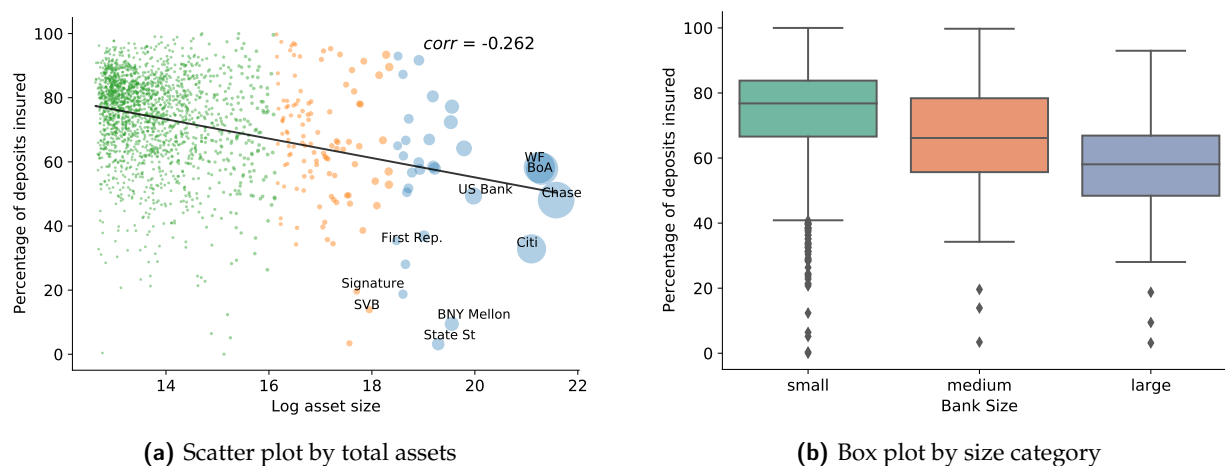 100
80
60
40
20
0
Percentage of deposits insured
corr = -0.262
WF
BoA
US Bank
Chase
First Rep.
Citi
Signature
SVB
BNY Mellon
State St
14
16
18
20
22
Log asset size
(a) Scatter plot by total assets
100
80
60
40
20
0
Percentage of deposits insured
small
medium
large
Bank Size
(b) Box plot by size category